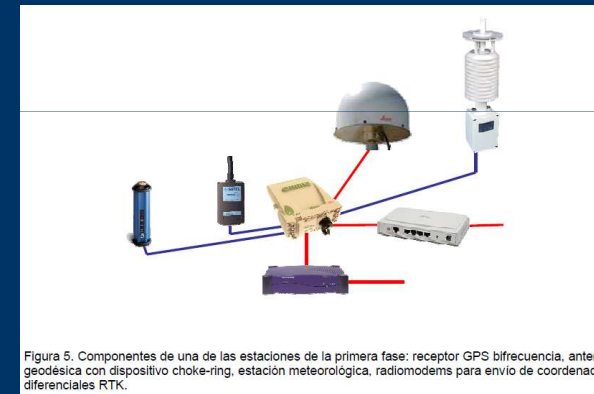 Figura 5. Componentes de una de las estaciones de la primera fase: receptor GPS bifrecuencia, ante
geodésica con dispositivo choke-ring, estación meteorológica, radiomodems para envío de coordenad
diferenciales RTK.